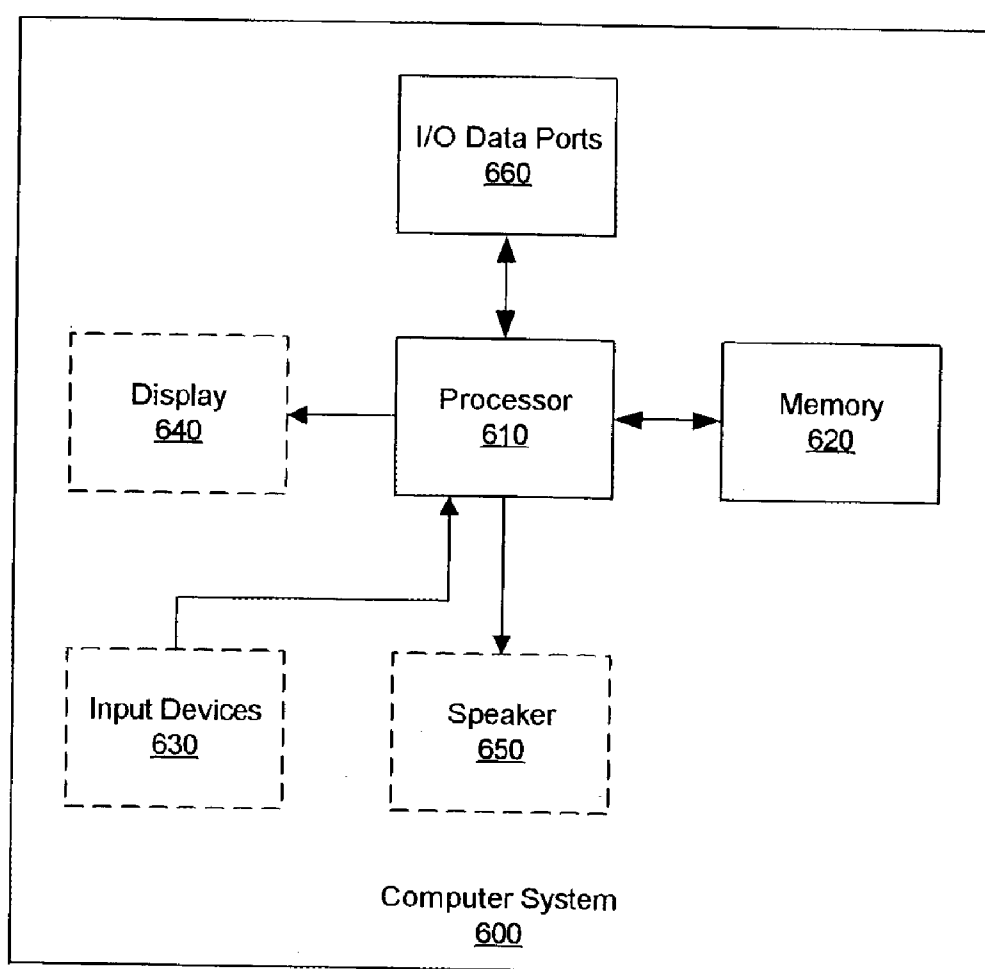 I/O Data Ports
660
Display
640
Processor
610
Memory
620
Input Devices
630
Speaker
650
Computer System
600